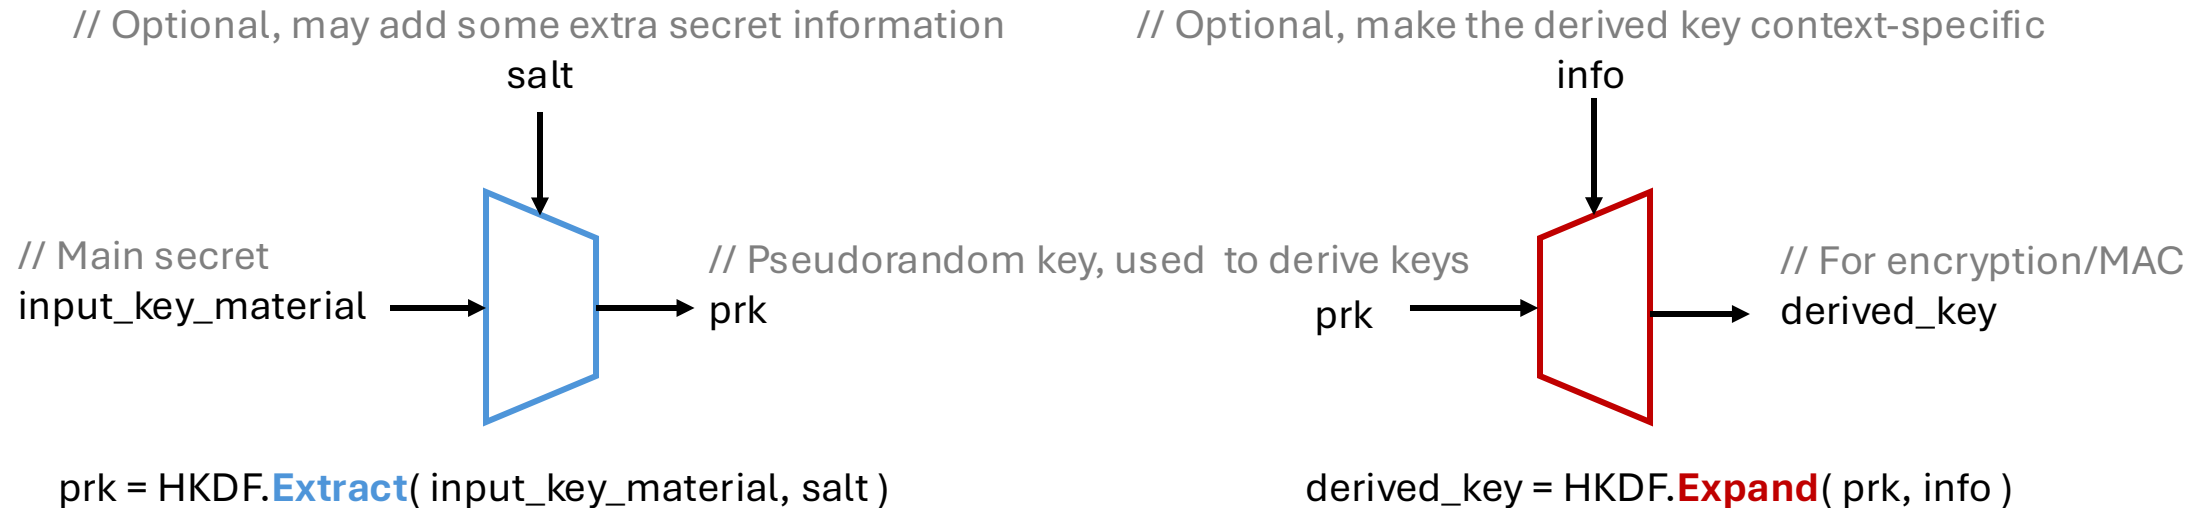 // Optional, may add some extra secret information
salt
// Main secret
input_key_material
// Pseudorandom key, used  to derive keys
prk
prk = HKDF.Extract( input_key_material, salt )
// Optional, make the derived key context-specific
info
prk
// For encryption/MAC
derived_key
derived_key = HKDF.Expand( prk, info )